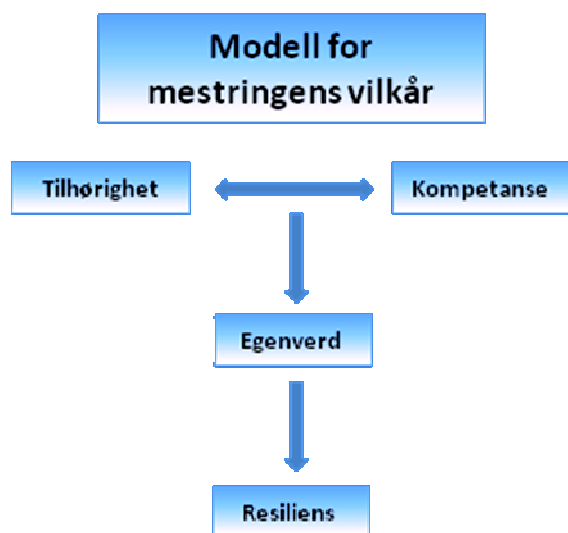 Modell for
mestringens vilkår
Tilhørighet
Kompetanse
Egenverd
Resiliens